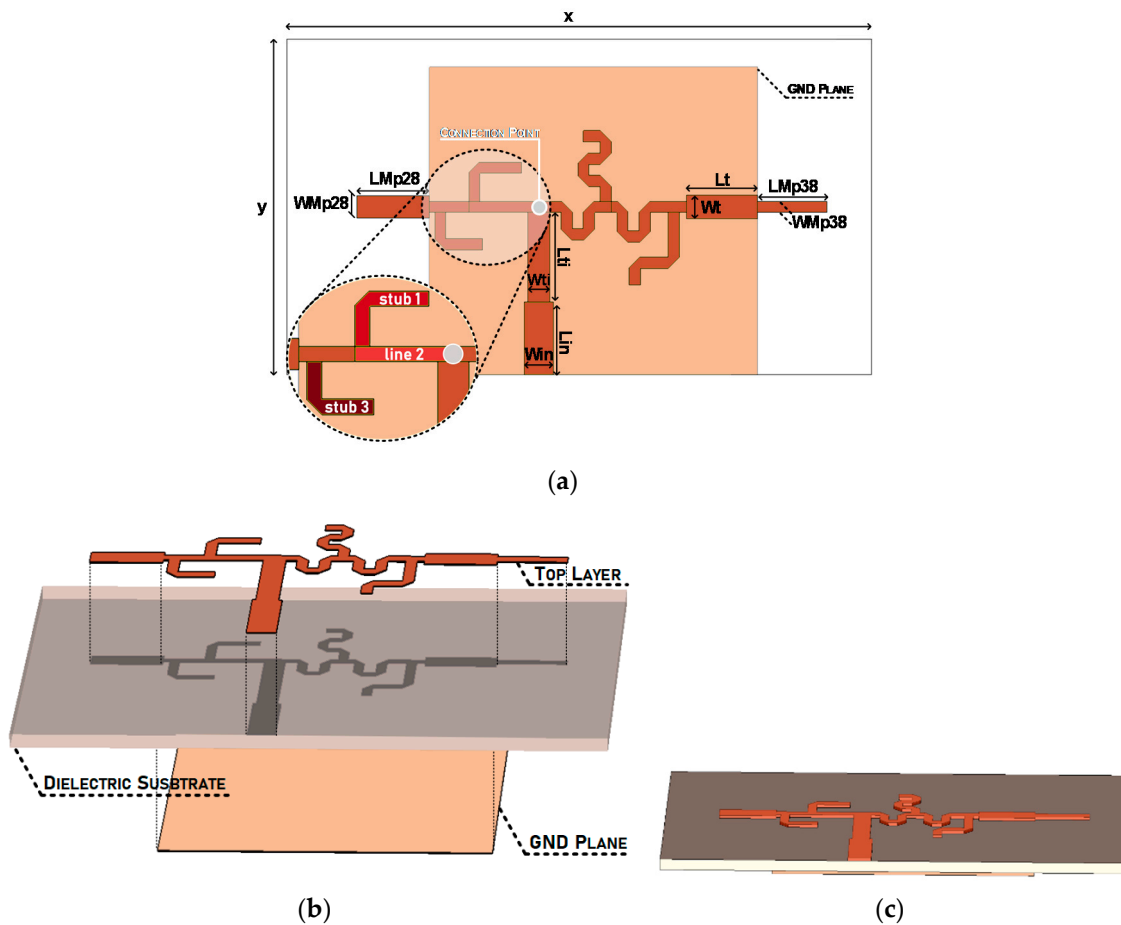 x
GND PLANE
CONNECTION POINT
LMp28
Lt
LMp38
WMp28
Wt
WMp38
y
Lti
Wti
Lin
Win
stub 1
line 2
stub 3
(a)
TOP LAYER
DIELECTRIC SUSBTRATE
GND PLANE
(b)
(c)